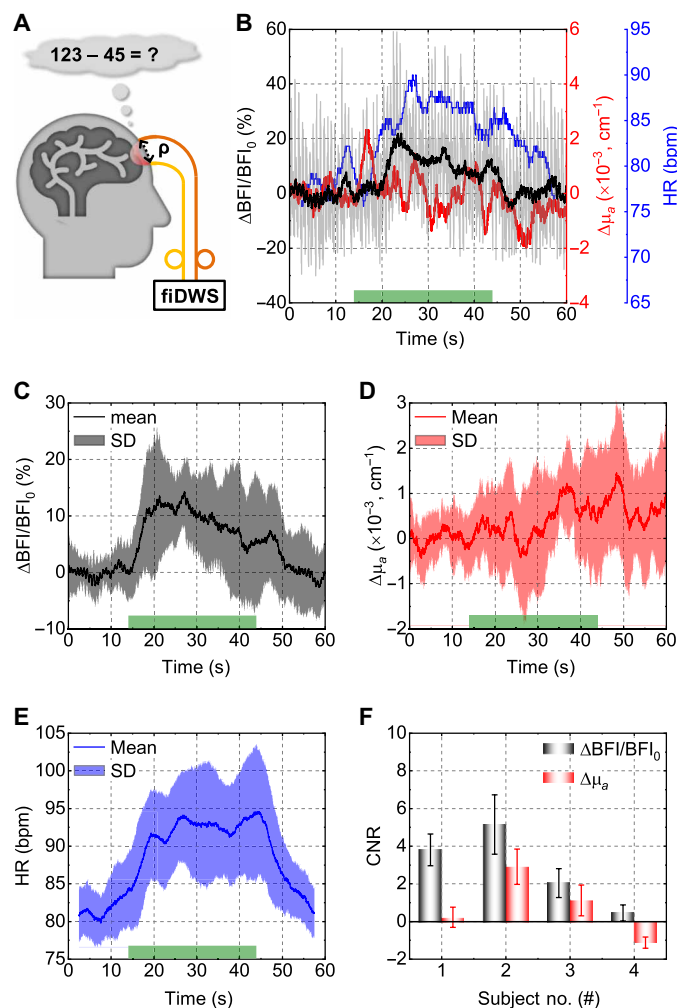 A
123 – 45 = ?
ρ
fiDWS
B
ΔBFI/BFI₀ (%)
60
40
20
0
−20
−40
0 10 20 30 40 50 60
Time (s)
6
4
2
0
−2
−4
Δμₐ (×10⁻³, cm⁻¹)
95
90
85
80
75
70
65
HR (bpm)
C
ΔBFI/BFI₀ (%)
30
20
10
0
−10
mean
SD
0 10 20 30 40 50 60
Time (s)
D
Δμₐ (×10⁻³, cm⁻¹)
3
2
1
0
−1
−2
Mean
SD
0 10 20 30 40 50 60
Time (s)
E
HR (bpm)
105
100
95
90
85
80
75
Mean
SD
0 10 20 30 40 50 60
Time (s)
F
CNR
10
8
6
4
2
0
−2
ΔBFI/BFI₀
Δμₐ
1 2 3 4
Subject no. (#)